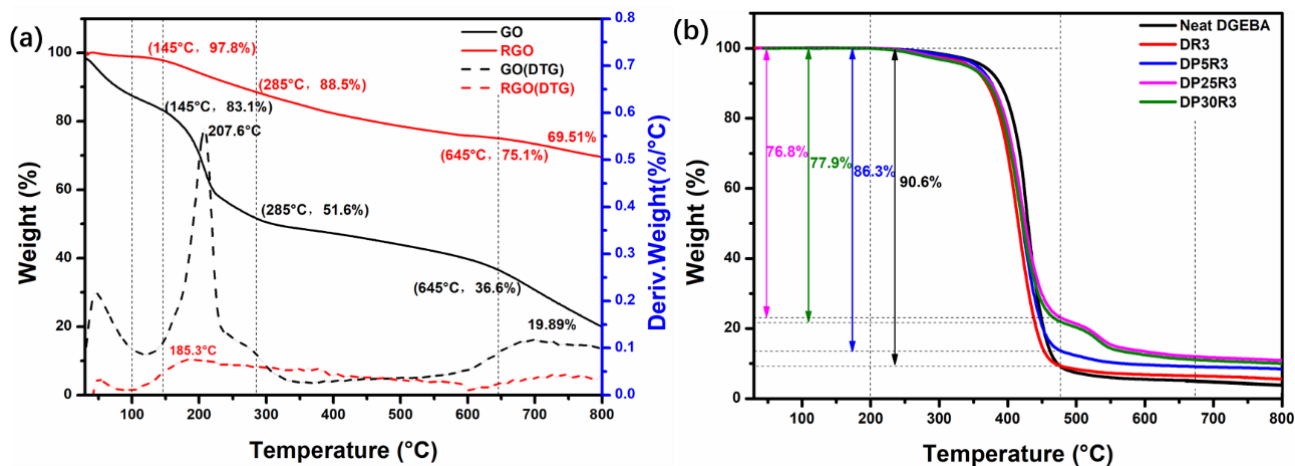 (a)
GO
RGO
GO(DTG)
RGO(DTG)
(145°C, 97.8%)
(285°C, 88.5%)
(145°C, 83.1%)
207.6°C
69.51%
(645°C, 75.1%)
(285°C, 51.6%)
(645°C, 36.6%)
19.89%
185.3°C
100
80
60
40
20
0
Weight (%)
0.8
0.7
0.6
0.5
0.4
0.3
0.2
0.1
0.0
Deriv.Weight(%/°C)
100 200 300 400 500 600 700 800
Temperature (°C)
(b)
Neat DGEBA
DR3
DP5R3
DP25R3
DP30R3
76.8%
77.9%
86.3%
90.6%
100
80
60
40
20
0
Weight (%)
100 200 300 400 500 600 700 800
Temperature (°C)